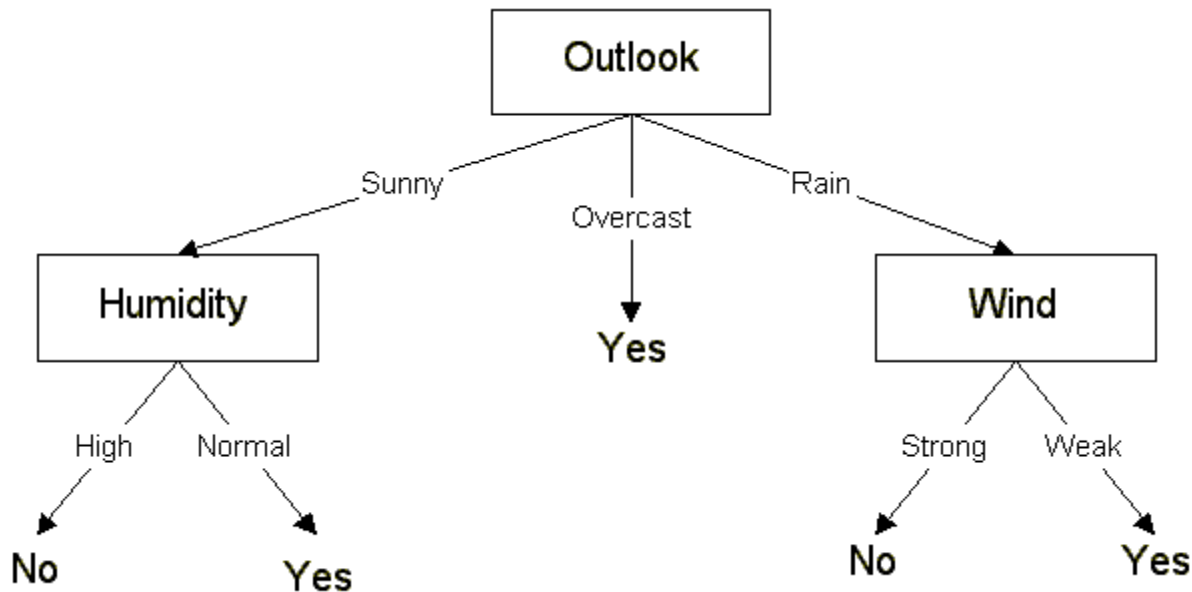 Outlook
Sunny
Overcast
Rain
Humidity
Yes
Wind
High
Normal
Strong
Weak
No
Yes
No
Yes